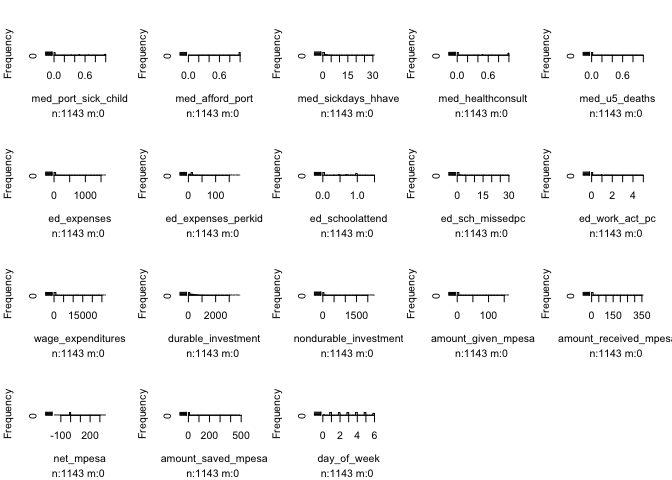 Frequency
0
0.0 0.6
med_port_sick_child
n:1143 m:0
Frequency
0
0.0 0.6
med_afford_port
n:1143 m:0
Frequency
0
0 15 30
med_sickdays_hhave
n:1143 m:0
Frequency
0
0.0 0.6
med_healthconsult
n:1143 m:0
Frequency
0
0.0 0.6
med_u5_deaths
n:1143 m:0
Frequency
0
0 1000
ed_expenses
n:1143 m:0
Frequency
0
0 100
ed_expenses_perkid
n:1143 m:0
Frequency
0
0.0 1.0
ed_schoolattend
n:1143 m:0
Frequency
0
0 15 30
ed_sch_missedpc
n:1143 m:0
Frequency
0
0 2 4
ed_work_act_pc
n:1143 m:0
Frequency
0
0 15000
wage_expenditures
n:1143 m:0
Frequency
0
0 2000
durable_investment
n:1143 m:0
Frequency
0
0 1500
nondurable_investment
n:1143 m:0
Frequency
0
0 100
amount_given_mpesa
n:1143 m:0
Frequency
0
0 150 350
amount_received_mpesa
n:1143 m:0
Frequency
0
-100 200
net_mpesa
n:1143 m:0
Frequency
0
0 200 500
amount_saved_mpesa
n:1143 m:0
Frequency
0
0 2 4 6
day_of_week
n:1143 m:0